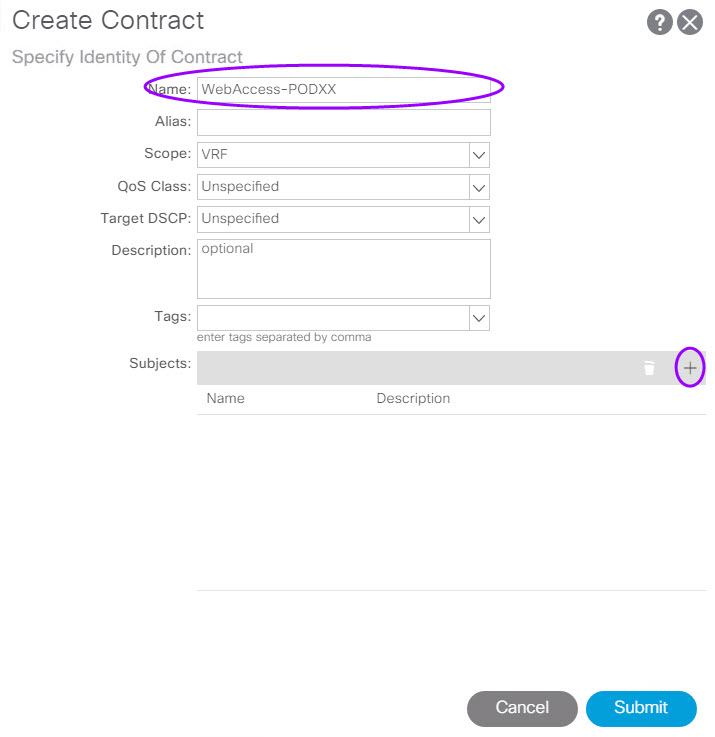 Create Contract
Specify Identity Of Contract
Name: WebAccess-PODXX
Alias:
Scope: VRF
QoS Class: Unspecified
Target DSCP: Unspecified
Description: optional
Tags:
enter tags separated by comma
Subjects:
Name Description
Cancel Submit